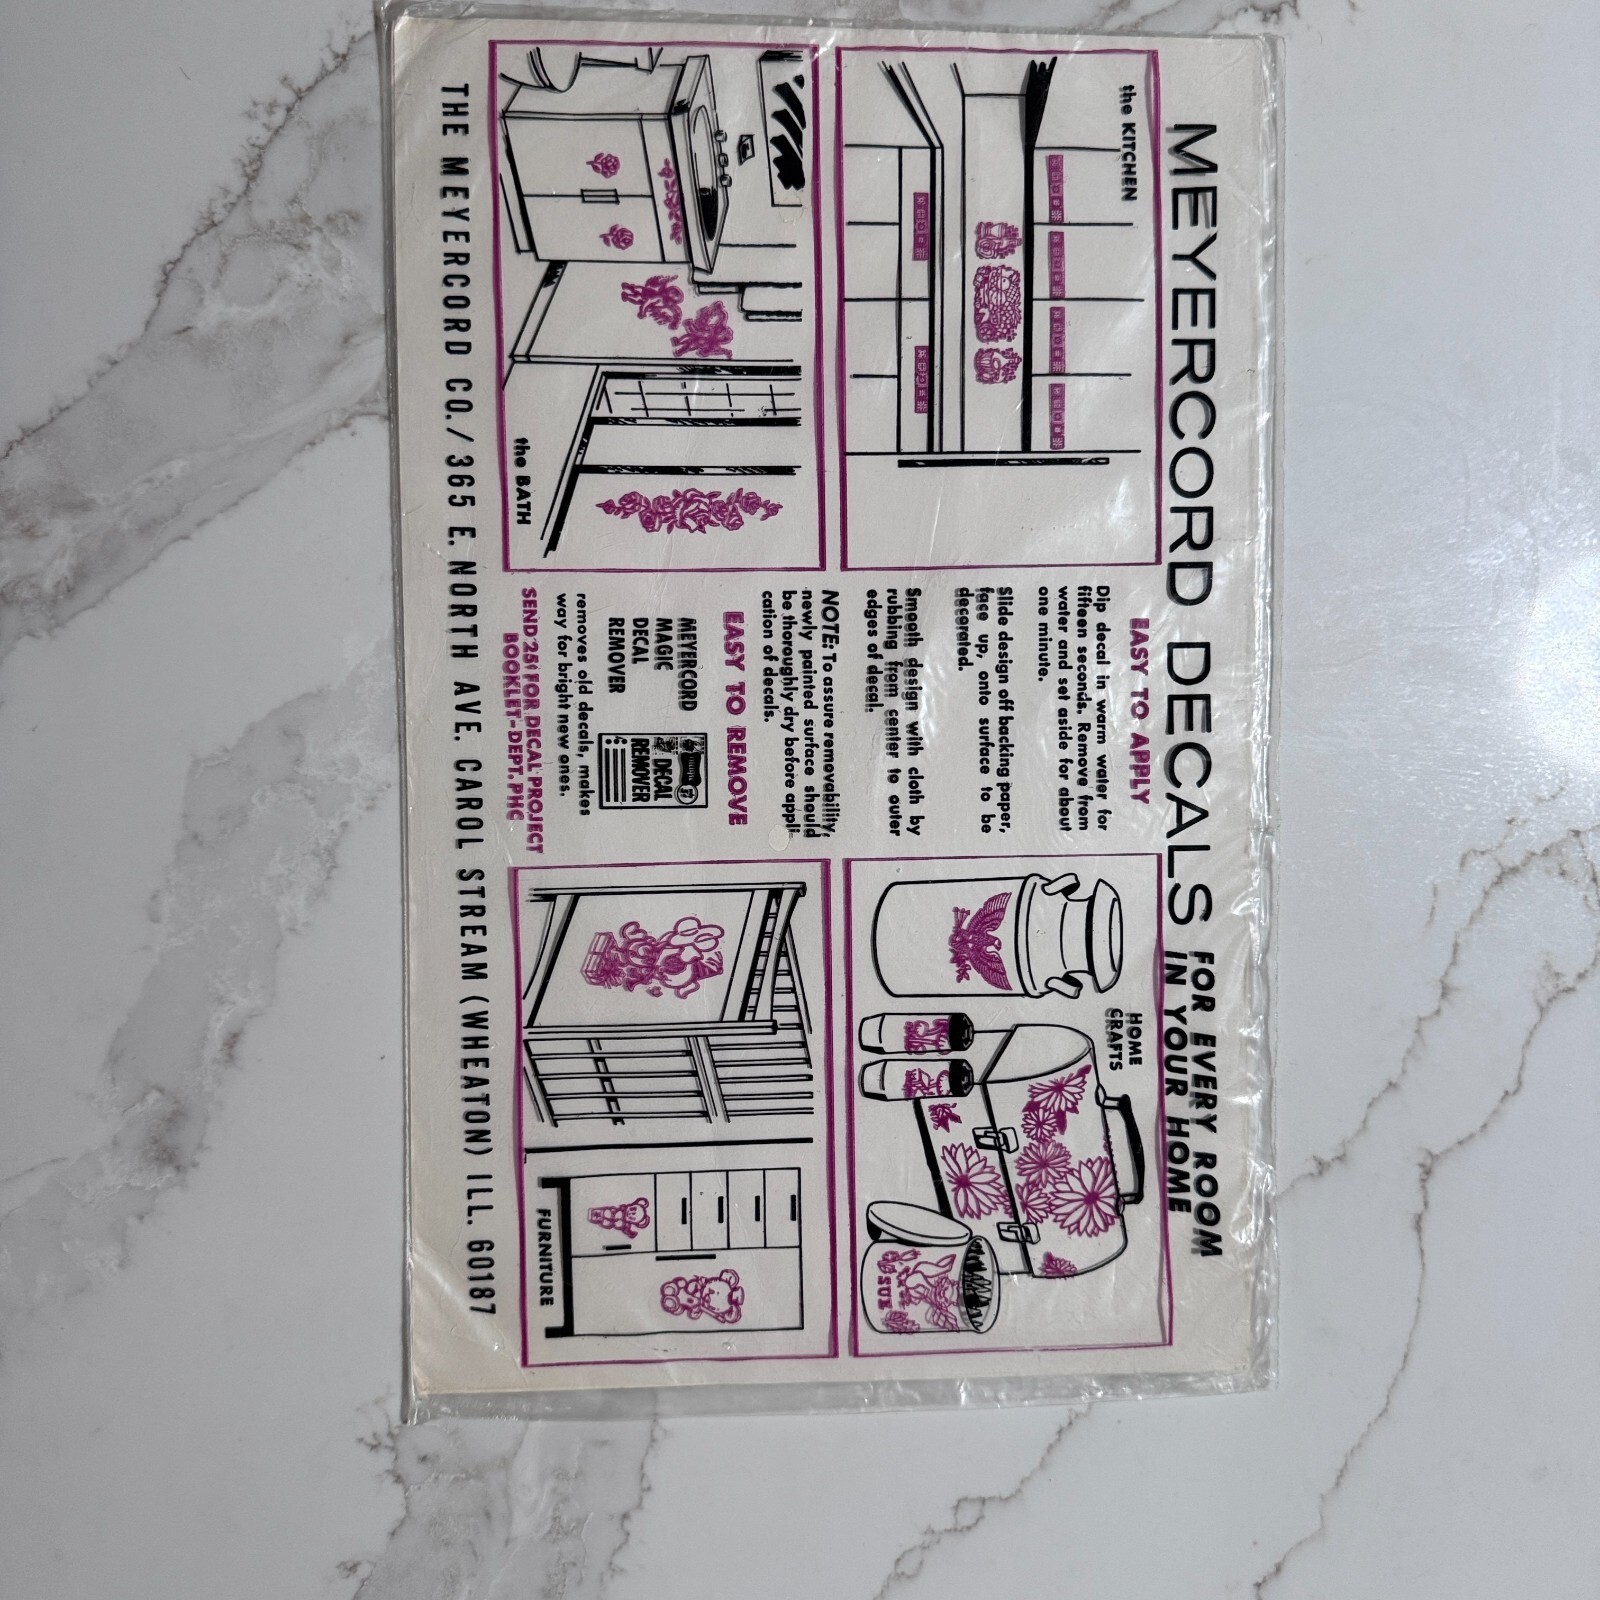 MEYERCORD DECALS FOR EVERY ROOM
IN YOUR HOME
the KITCHEN
the BATH
EASY TO APPLY
Dip decal in warm water for
fifteen seconds. Remove from
water and set aside for about
one minute.
Slide design off backing paper,
face up, onto surface to be
decorated.
Smooth design with cloth by
rubbing from center to outer
edges of decal.
NOTE: To assure removability,
newly painted surface should
be thoroughly dry before appli-
cation of decals.
EASY TO REMOVE
MEYERCORD
MAGIC
DECAL
REMOVER
DECAL
REMOVER
removes old decals, makes
way for bright new ones.
SEND 25¢ FOR DECAL PROJECT
BOOKLET-DEPT. PHC
HOME
CRAFTS
SUE
FURNITURE
THE MEYERCORD CO./ 365 E. NORTH AVE. CAROL STREAM (WHEATON) ILL. 60187